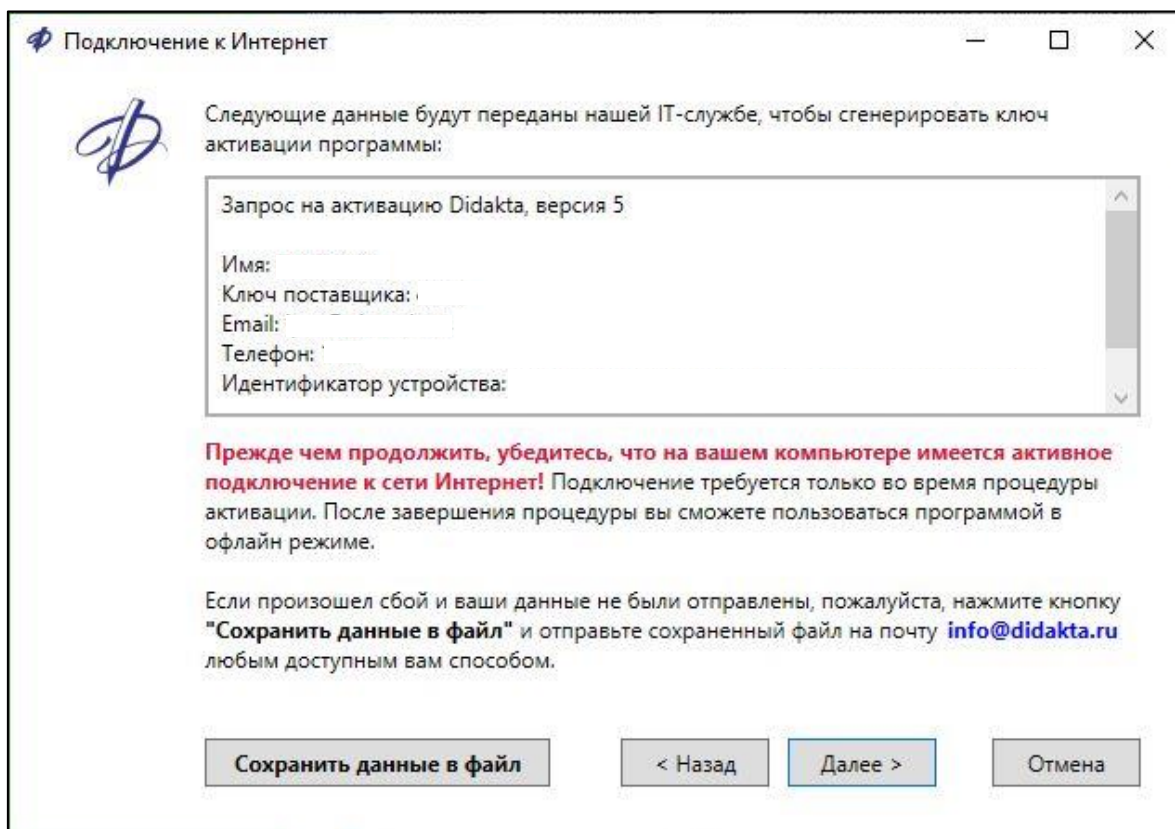 Подключение к Интернет
Следующие данные будут переданы нашей IT-службе, чтобы сгенерировать ключ
активации программы:
Запрос на активацию Didakta, версия 5
Имя:
Ключ поставщика:
Email:
Телефон:
Идентификатор устройства:
Прежде чем продолжить, убедитесь, что на вашем компьютере имеется активное
подключение к сети Интернет! Подключение требуется только во время процедуры
активации. После завершения процедуры вы сможете пользоваться программой в
офлайн режиме.
Если произошел сбой и ваши данные не были отправлены, пожалуйста, нажмите кнопку
"Сохранить данные в файл" и отправьте сохраненный файл на почту info@didakta.ru
любым доступным вам способом.
Сохранить данные в файл
< Назад
Далее >
Отмена